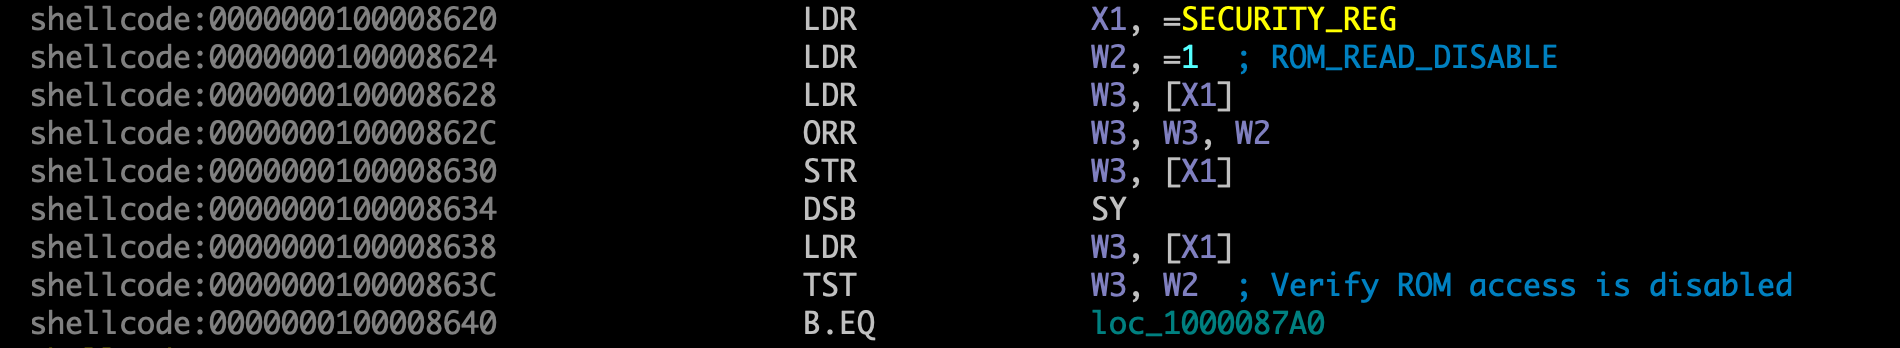 shellcode:0000000100008620 LDR X1, =SECURITY_REG
shellcode:0000000100008624 LDR W2, =1 ; ROM_READ_DISABLE
shellcode:0000000100008628 LDR W3, [X1]
shellcode:000000010000862C ORR W3, W3, W2
shellcode:0000000100008630 STR W3, [X1]
shellcode:0000000100008634 DSB SY
shellcode:0000000100008638 LDR W3, [X1]
shellcode:000000010000863C TST W3, W2 ; Verify ROM access is disabled
shellcode:0000000100008640 B.EQ loc_1000087A0